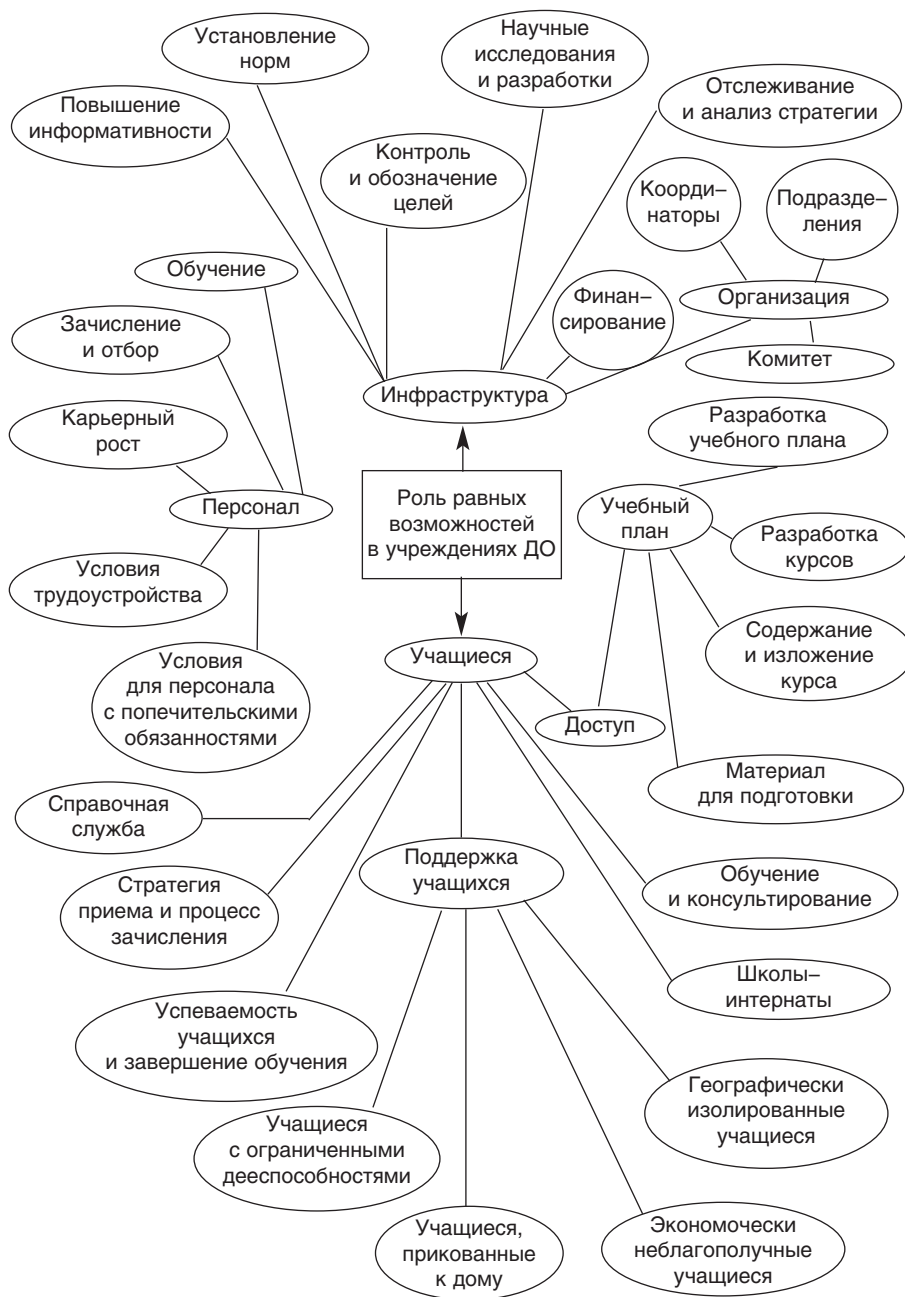 Установление
норм
Научные
исследования
и разработки
Повышение
информативности
Отслеживание
и анализ стратегии
Контроль
и обозначение
целей
Коорди–
наторы
Подразде–
ления
Обучение
Организация
Финан–
сирование
Зачисление
и отбор
Комитет
Инфраструктура
Карьерный
рост
Разработка
учебного плана
Роль равных
возможностей
в учреждениях ДО
Персонал
Учебный
план
Разработка
курсов
Условия
трудоустройства
Содержание
и изложение
курса
Учащиеся
Условия
для персонала
с попечительскими
обязанностями
Доступ
Материал
для подготовки
Справочная
служба
Поддержка
учащихся
Обучение
и консультирование
Стратегия
приема и процесс
зачисления
Школы–
интернаты
Успеваемость
учащихся
и завершение обучения
Географически
изолированные
учащиеся
Учащиеся
с ограниченными
дееспособностями
Учащиеся,
прикованные
к дому
Экономочески
неблагополучные
учащиеся